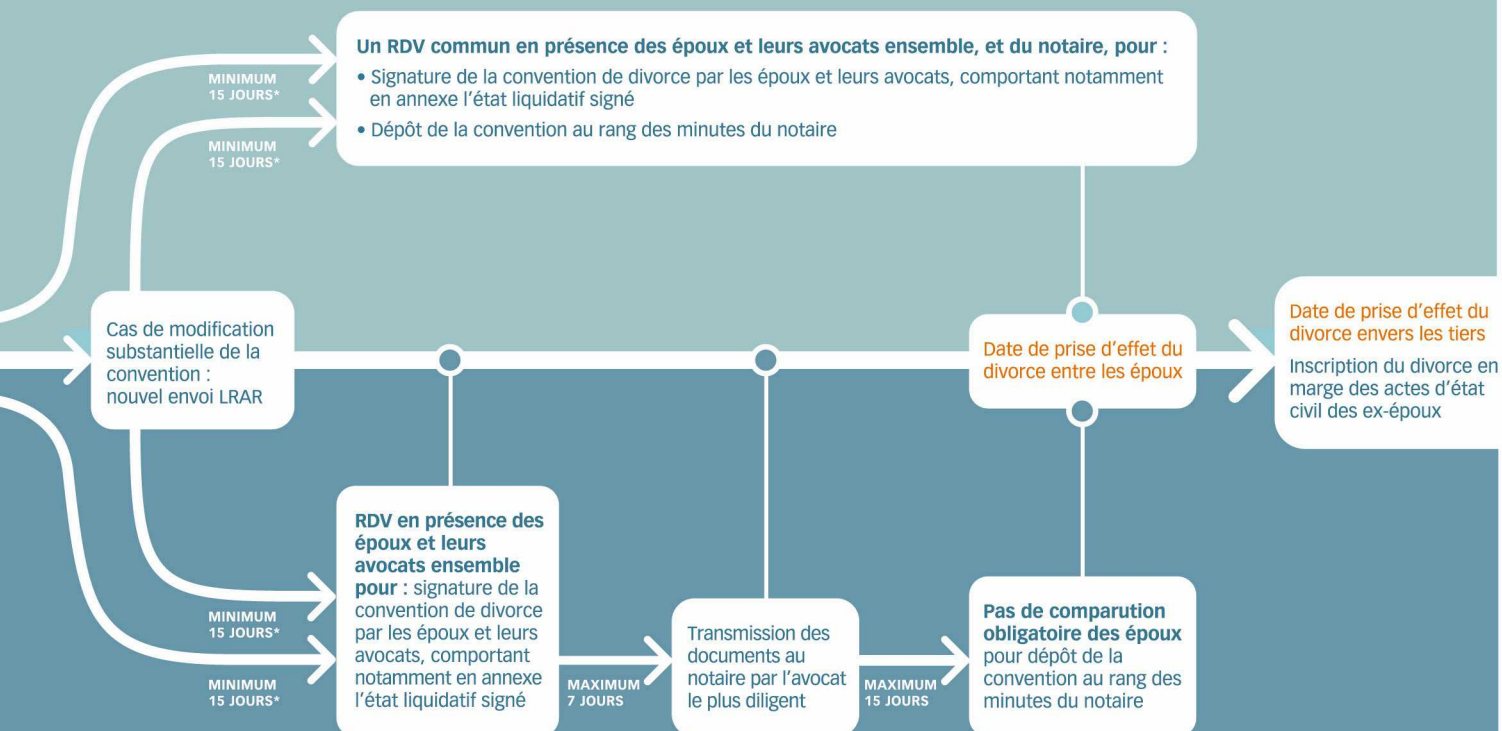 Un RDV commun en présence des époux et leurs avocats ensemble, et du notaire, pour :
• Signature de la convention de divorce par les époux et leurs avocats, comportant notamment
en annexe l'état liquidatif signé
• Dépôt de la convention au rang des minutes du notaire
MINIMUM
15 JOURS*
MINIMUM
15 JOURS*
Cas de modification
substantielle de la
convention :
nouvel envoi LRAR
Date de prise d'effet du
divorce entre les époux
Date de prise d'effet du
divorce envers les tiers
Inscription du divorce en
marge des actes d'état
civil des ex-époux
MINIMUM
15 JOURS*
MINIMUM
15 JOURS*
RDV en présence des
époux et leurs
avocats ensemble
pour : signature de la
convention de divorce
par les époux et leurs
avocats, comportant
notamment en annexe
l'état liquidatif signé
MAXIMUM
7 JOURS
Transmission des
documents au
notaire par l'avocat
le plus diligent
MAXIMUM
15 JOURS
Pas de comparution
obligatoire des époux
pour dépôt de la
convention au rang des
minutes du notaire